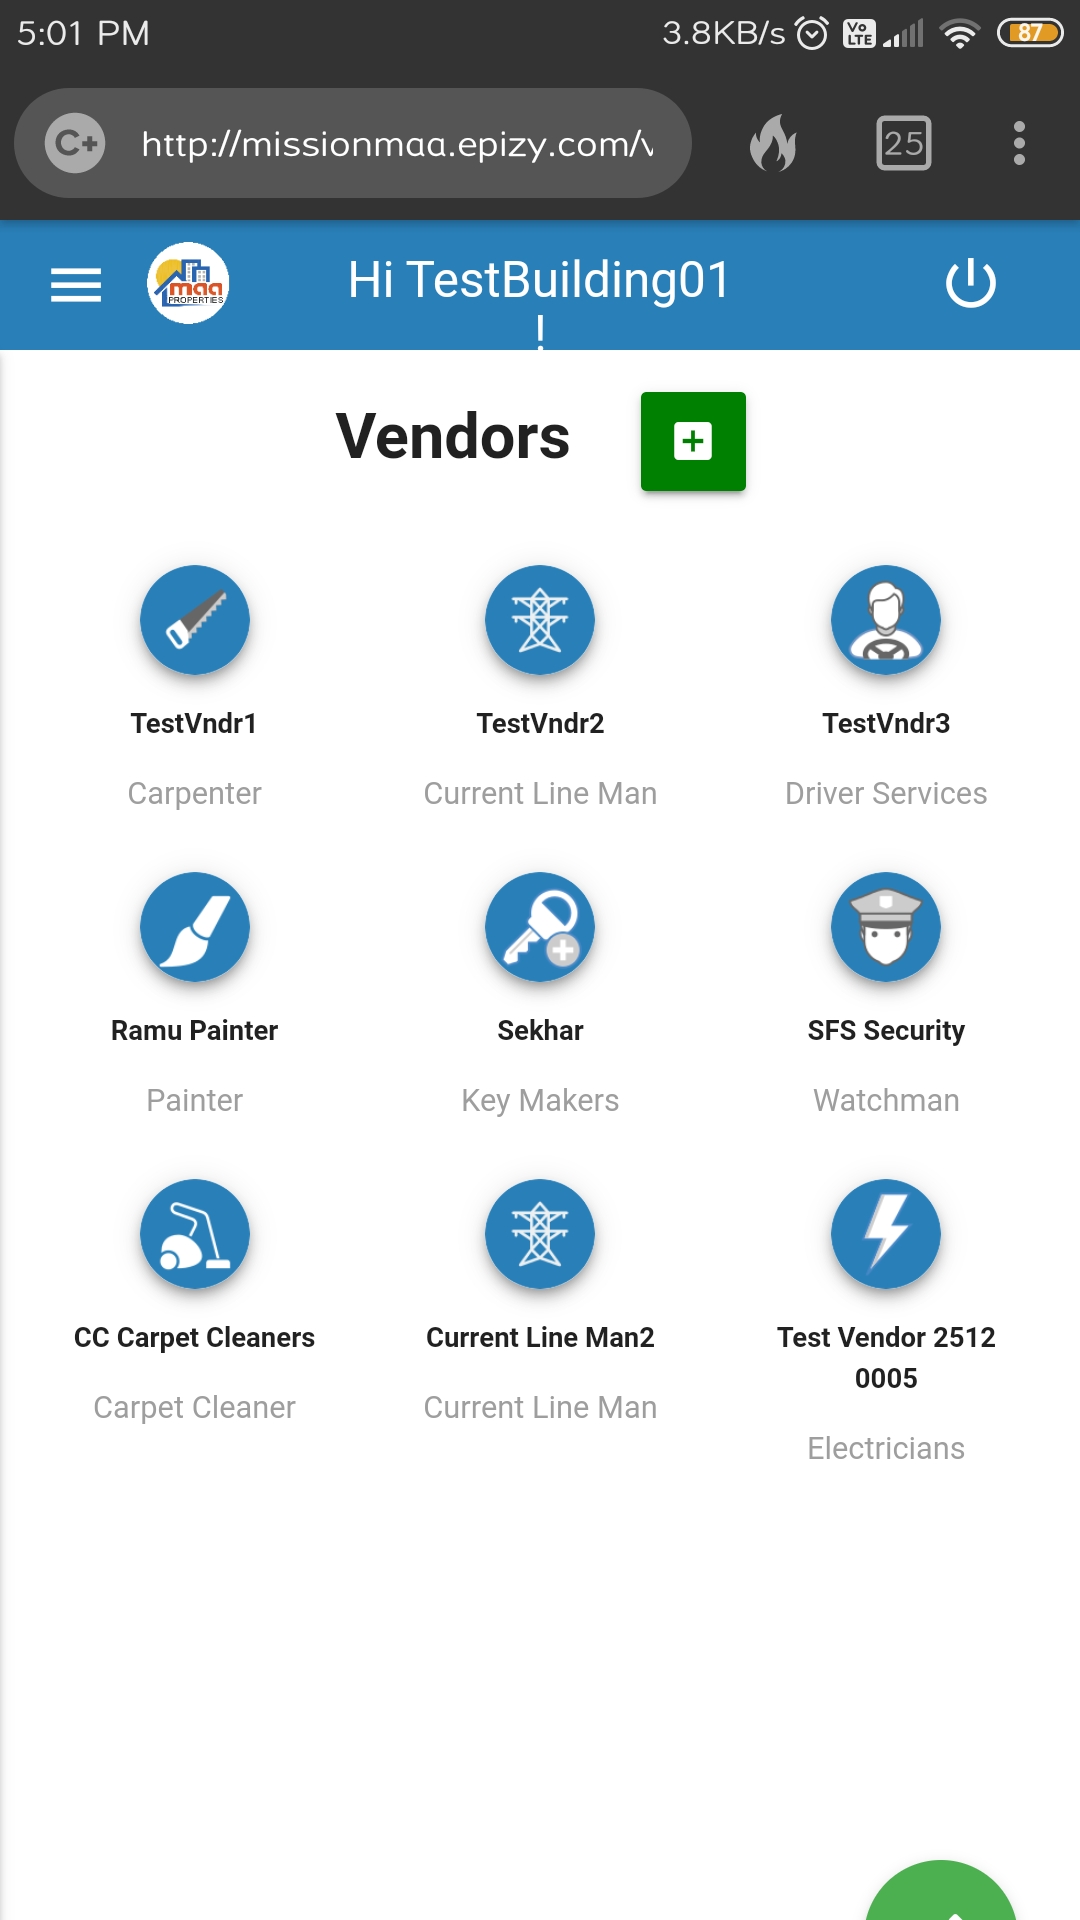 5:01 PM
3.8KB/s
Vo LTE
87
C+
http://missionmaa.epizy.com/v
25
maa
PROPERTIES
Hi TestBuilding01
!
Vendors
TestVndr1
TestVndr2
TestVndr3
Carpenter
Current Line Man
Driver Services
Ramu Painter
Sekhar
SFS Security
Painter
Key Makers
Watchman
CC Carpet Cleaners
Current Line Man2
Test Vendor 2512
0005
Carpet Cleaner
Current Line Man
Electricians